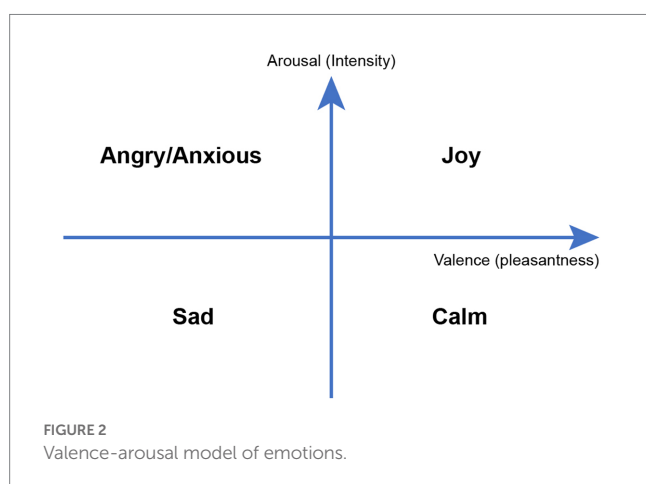 Arousal (Intensity)
Angry/Anxious
Joy
Valence (pleasantness)
Sad
Calm
FIGURE 2
Valence-arousal model of emotions.